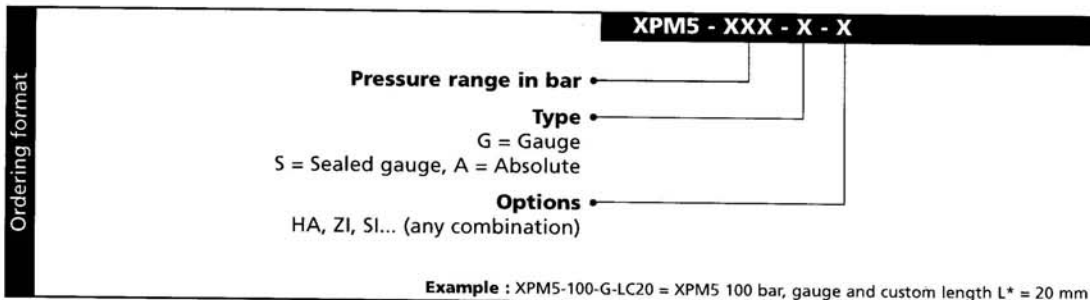 Ordering format
XPM5 - XXX - X - X
Pressure range in bar
Type
G = Gauge
S = Sealed gauge, A = Absolute
Options
HA, ZI, SI... (any combination)
Example : XPM5-100-G-LC20 = XPM5 100 bar, gauge and custom length L* = 20 mm